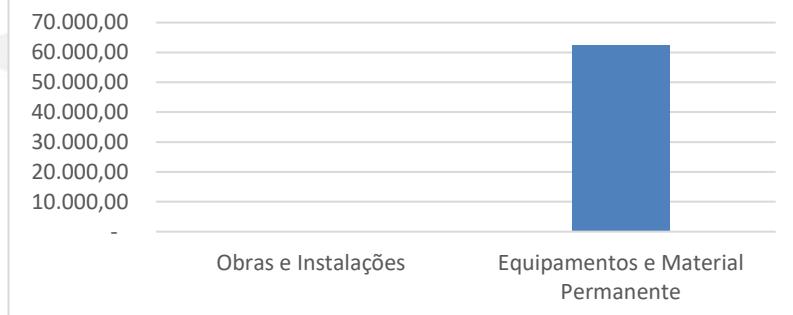 70.000,00
60.000,00
50.000,00
40.000,00
30.000,00
20.000,00
10.000,00
-
Obras e Instalações
Equipamentos e Material
Permanente